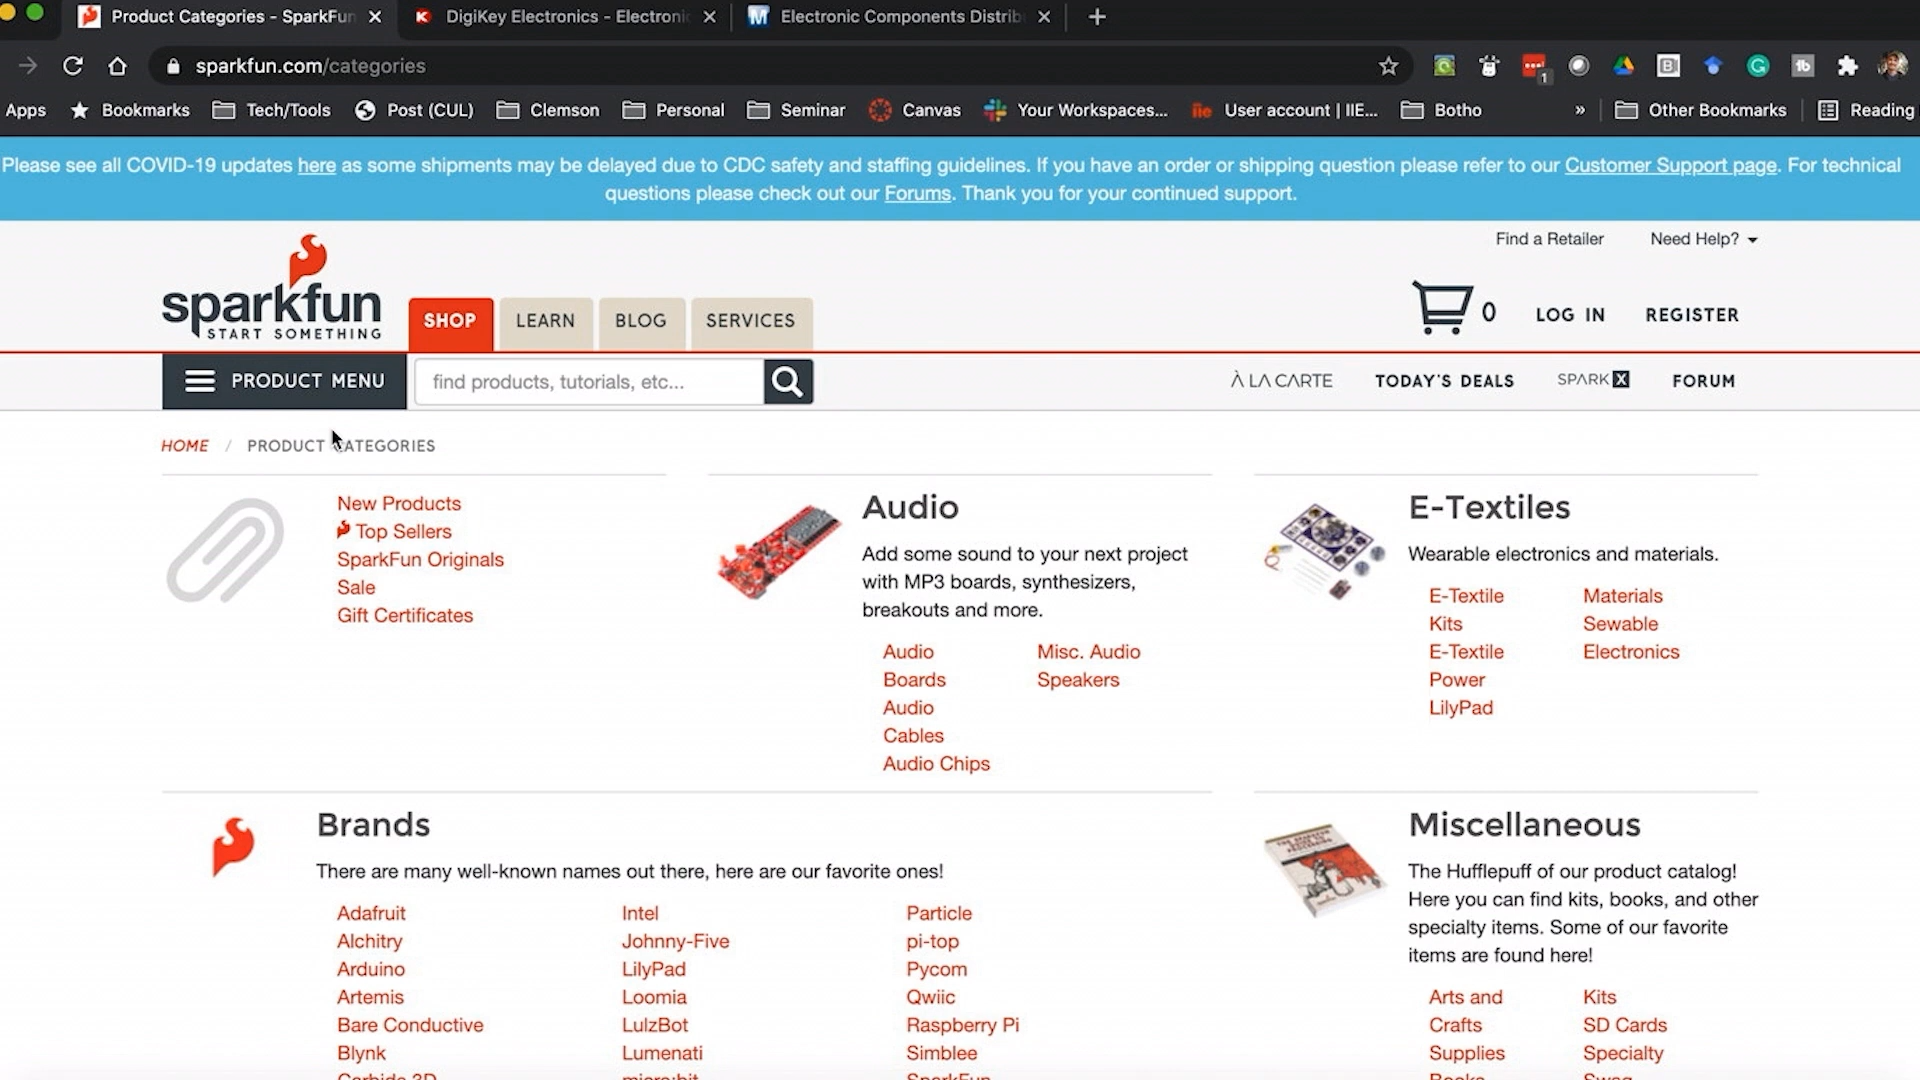 Product Categories - SparkFun
DigiKey Electronics - Electronic
Electronic Components Distrib
sparkfun.com/categories
1
Apps
Bookmarks
Tech/Tools
Post (CUL)
Clemson
Personal
Seminar
Canvas
Your Workspaces...
User account | IIE...
Botho
»
Other Bookmarks
Reading
Please see all COVID-19 updates here as some shipments may be delayed due to CDC safety and staffing guidelines. If you have an order or shipping question please refer to our Customer Support page. For technical
questions please check out our Forums. Thank you for your continued support.
Find a Retailer
Need Help?
sparkfun
START SOMETHING
SHOP
LEARN
BLOG
SERVICES
0
LOG IN
REGISTER
PRODUCT MENU
find products, tutorials, etc...
À LA CARTE
TODAY'S DEALS
SPARK X
FORUM
HOME / PRODUCT CATEGORIES
New Products
Top Sellers
SparkFun Originals
Sale
Gift Certificates
Audio
Add some sound to your next project
with MP3 boards, synthesizers,
breakouts and more.
Audio
Boards
Audio
Cables
Audio Chips
Misc. Audio
Speakers
E-Textiles
Wearable electronics and materials.
E-Textile
Kits
E-Textile
Power
LilyPad
Materials
Sewable
Electronics
Brands
There are many well-known names out there, here are our favorite ones!
Adafruit
Alchitry
Arduino
Artemis
Bare Conductive
Blynk
Carbide 3D
Intel
Johnny-Five
LilyPad
Loomia
LulzBot
Lumenati
micro:bit
Particle
pi-top
Pycom
Qwiic
Raspberry Pi
Simblee
SparkFun
Miscellaneous
The Hufflepuff of our product catalog!
Here you can find kits, books, and other
specialty items. Some of our favorite
items are found here!
Arts and
Crafts
Supplies
Books
Kits
SD Cards
Specialty
Swag